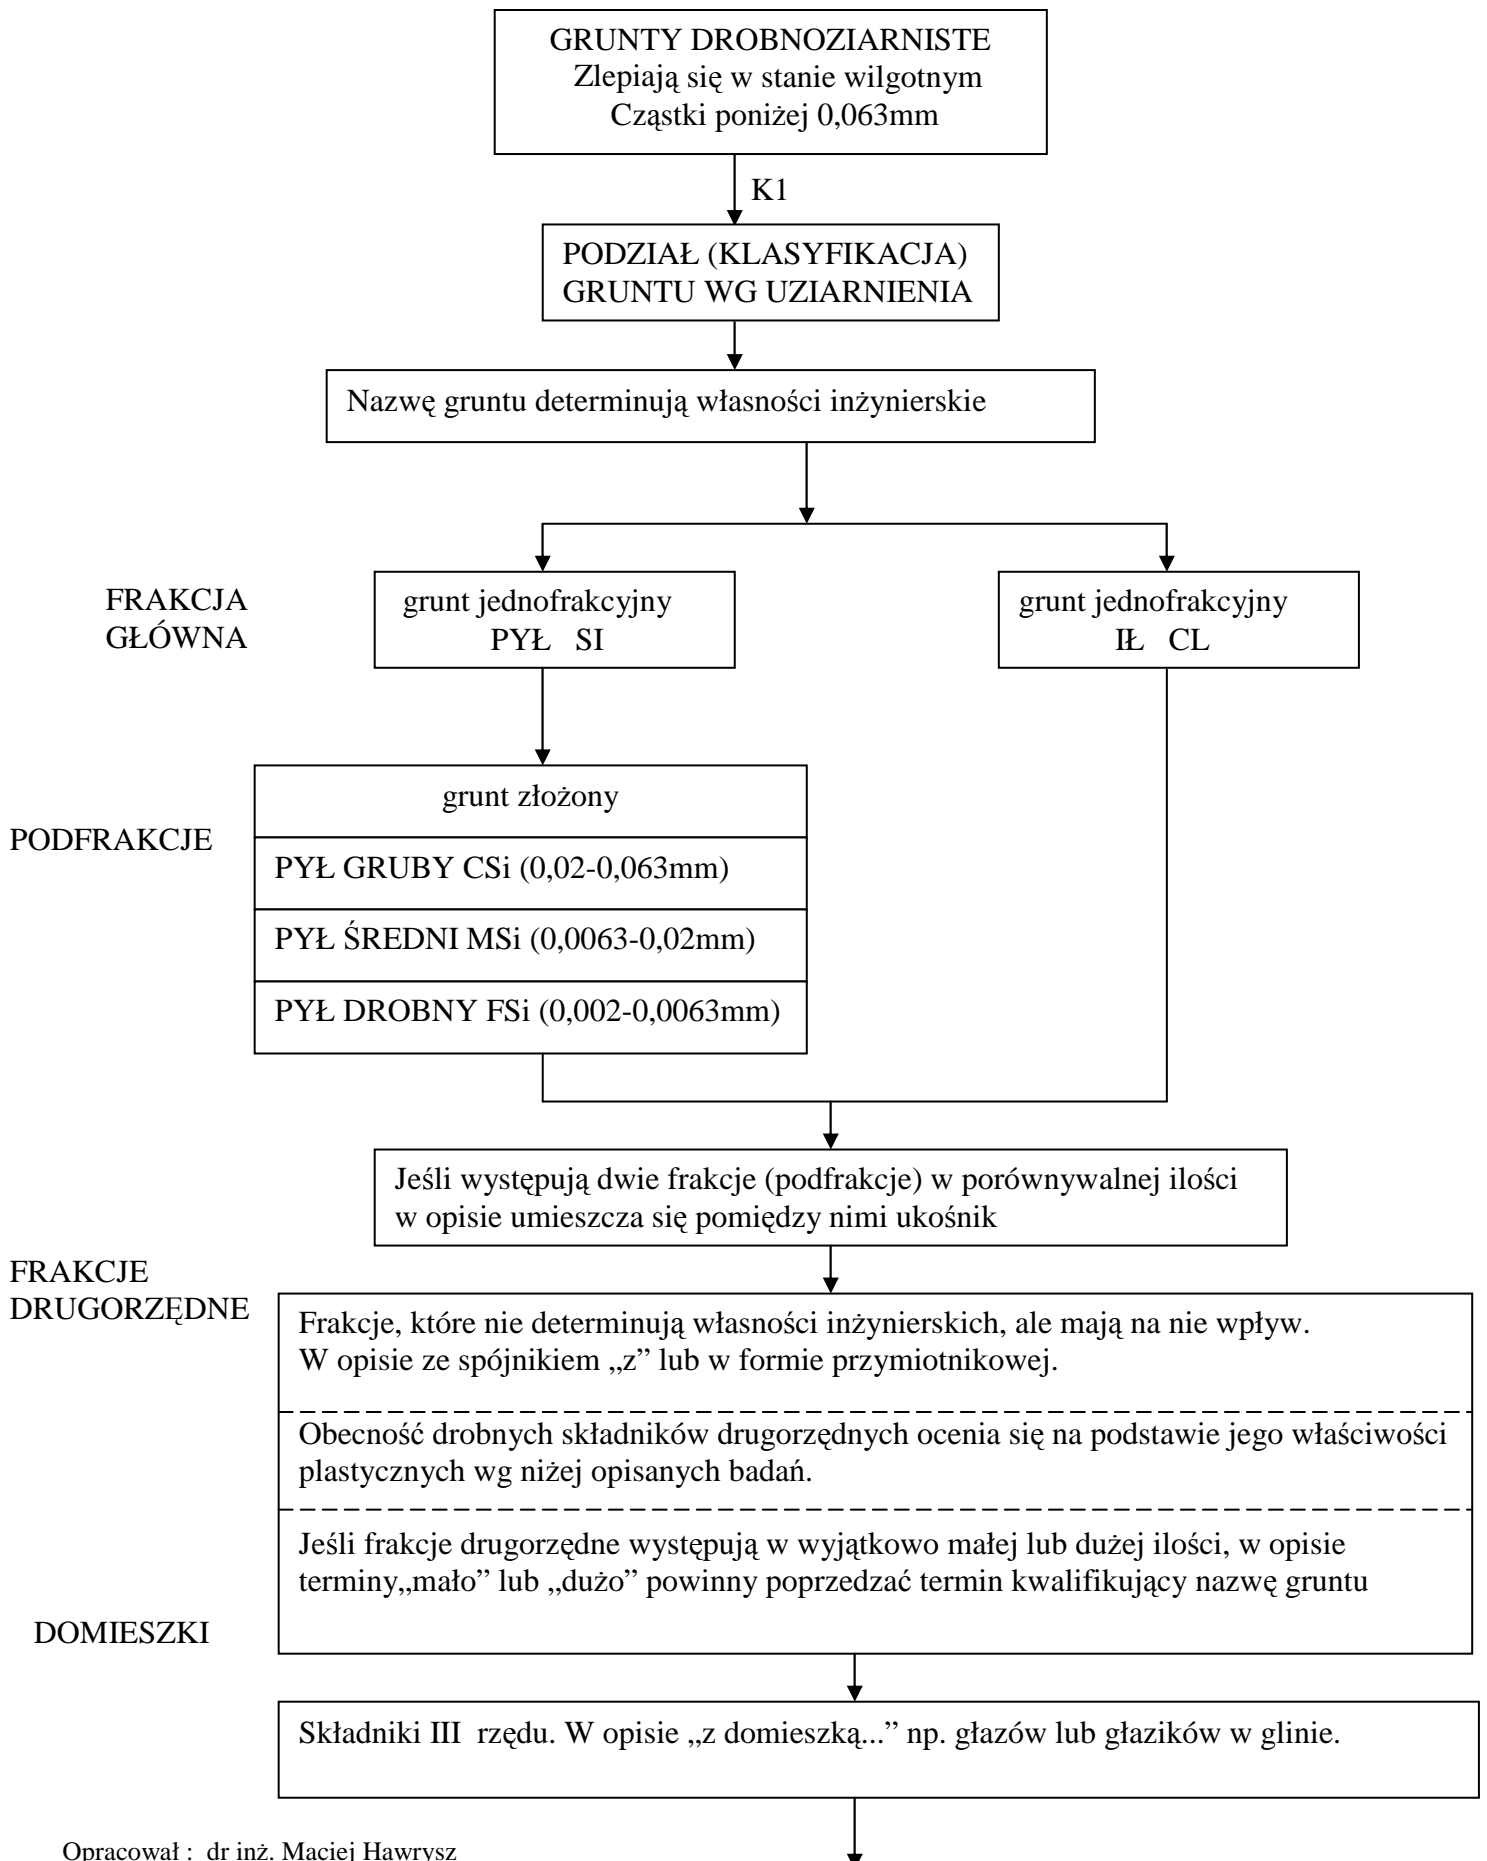 GRUNTY DROBNOZIARNISTE
Zlepiają się w stanie wilgotnym
Cząstki poniżej 0,063mm
K1
PODZIAŁ (KLASYFIKACJA)
GRUNTU WG UZIARNIENIA
Nazwę gruntu determinują własności inżynierskie
FRAKCJA
GŁÓWNA
grunt jednofrakcyjny
PYŁ SI
grunt jednofrakcyjny
IŁ CL
PODFRAKCJE
grunt złożony
PYŁ GRUBY CSi (0,02-0,063mm)
PYŁ ŚREDNI MSi (0,0063-0,02mm)
PYŁ DROBNY FSi (0,002-0,0063mm)
Jeśli występują dwie frakcje (podfrakcje) w porównywalnej ilości
w opisie umieszcza się pomiędzy nimi ukośnik
FRAKCJE
DRUGORZĘDNE
Frakcje, które nie determinują własności inżynierskich, ale mają na nie wpływ.
W opisie ze spójnikiem „z” lub w formie przymiotnikowej.
Obecność drobnych składników drugorzędnych ocenia się na podstawie jego właściwości
plastycznych wg niżej opisanych badań.
Jeśli frakcje drugorzędne występują w wyjątkowo małej lub dużej ilości, w opisie
terminy„mało” lub „dużo” powinny poprzedzać termin kwalifikujący nazwę gruntu
DOMIESZKI
Składniki III rzędu. W opisie „z domieszką...” np. głazów lub głazików w glinie.
Opracował : dr inż. Maciej Hawrysz